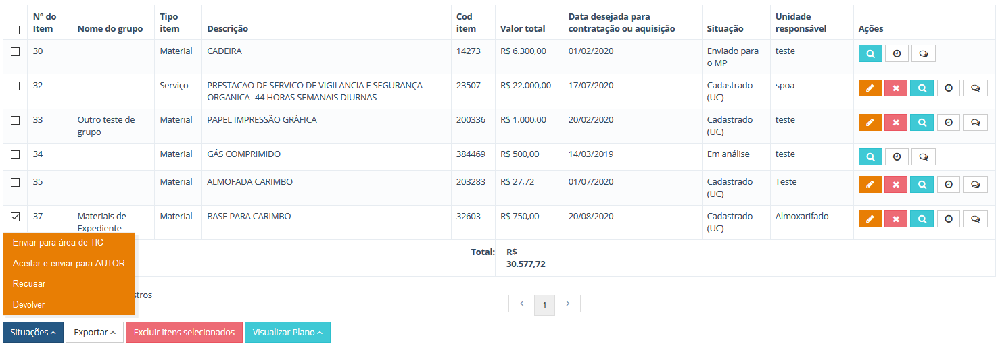 Nº do Item Nome do grupo Tipo item Descrição Cod item Valor total Data desejada para contratação ou aquisição Situação Unidade responsável Ações
30 Material CADEIRA 14273 R$ 6.300,00 01/02/2020 Enviado para o MP teste
32 Serviço PRESTACAO DE SERVICO DE VIGILANCIA E SEGURANÇA - ORGANICA -44 HORAS SEMANAIS DIURNAS 23507 R$ 22.000,00 17/07/2020 Cadastrado (UC) spoa
33 Outro teste de grupo Material PAPEL IMPRESSÃO GRÁFICA 200336 R$ 1.000,00 20/02/2020 Cadastrado (UC) teste
34 Material GÁS COMPRIMIDO 384469 R$ 500,00 14/03/2019 Em análise teste
35 Material ALMOFADA CARIMBO 203283 R$ 27,72 01/07/2020 Cadastrado (UC) Teste
37 Materiais de Expediente Material BASE PARA CARIMBO 32603 R$ 750,00 20/08/2020 Cadastrado (UC) Almoxarifado
Total: R$ 30.577,72
Enviar para área de TIC
Aceitar e enviar para AUTOR
Recusar
Devolver
stros
1
Situações Exportar Excluir itens selecionados Visualizar Plano